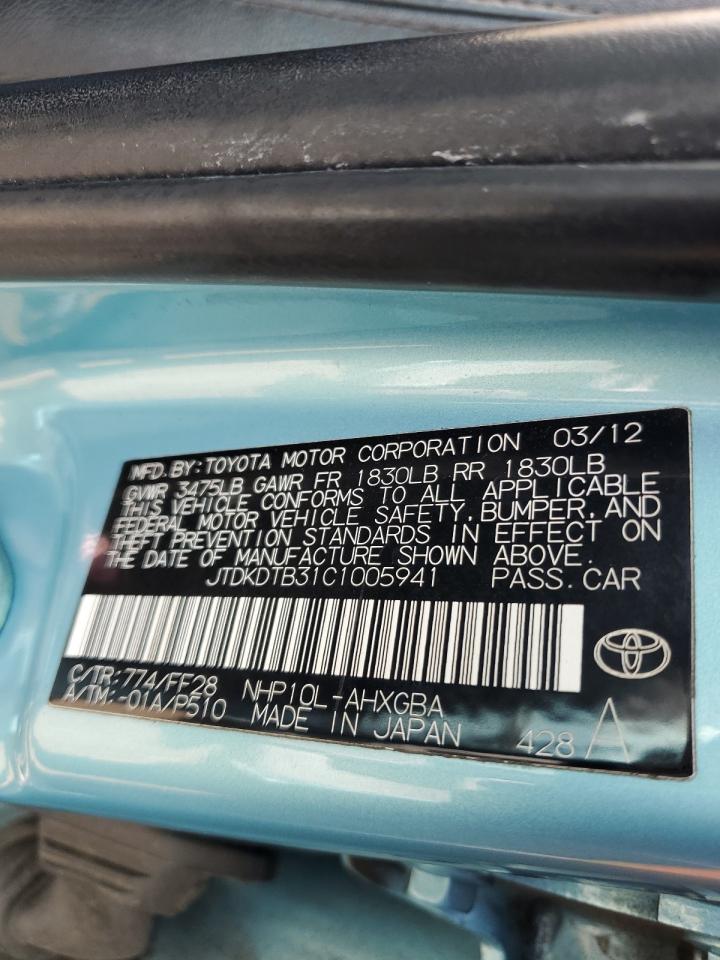 MFD. BY: TOYOTA MOTOR CORPORATION 03/12
GVWR 3475LB GAWR FR 1830LB RR 1830LB
THIS VEHICLE CONFORMS TO ALL APPLICABLE
FEDERAL MOTOR VEHICLE SAFETY, BUMPER, AND
THEFT PREVENTION STANDARDS IN EFFECT ON
THE DATE OF MANUFACTURE SHOWN ABOVE.
JTDKDTB31C1005941 PASS. CAR
C/TR: 774/FF28 NHP10L-AHXGBA
A/TM: -01A/P510 MADE IN JAPAN 428 A